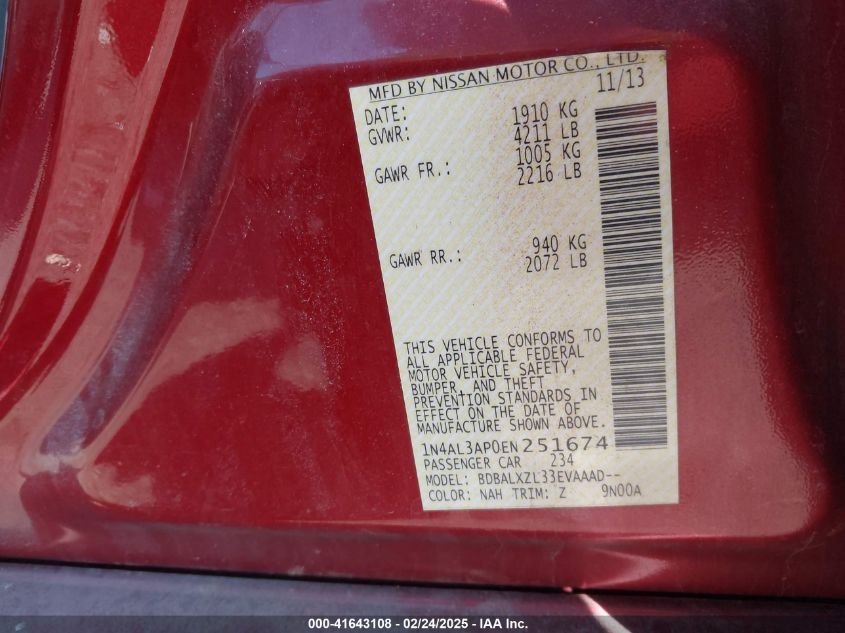 MFD BY NISSAN MOTOR CO., LTD.
DATE: 11/13
GVWR: 1910 KG
4211 LB
GAWR FR.: 1005 KG
2216 LB
GAWR RR.: 940 KG
2072 LB
THIS VEHICLE CONFORMS TO
ALL APPLICABLE FEDERAL
MOTOR VEHICLE SAFETY,
BUMPER, AND THEFT
PREVENTION STANDARDS IN
EFFECT ON THE DATE OF
MANUFACTURE SHOWN ABOVE.
1N4AL3AP0EN251674
PASSENGER CAR 234
MODEL: BDBALXZL33EVAAAD--
COLOR: NAH TRIM: Z 9N00A
000-41643108 - 02/24/2025 - IAA Inc.